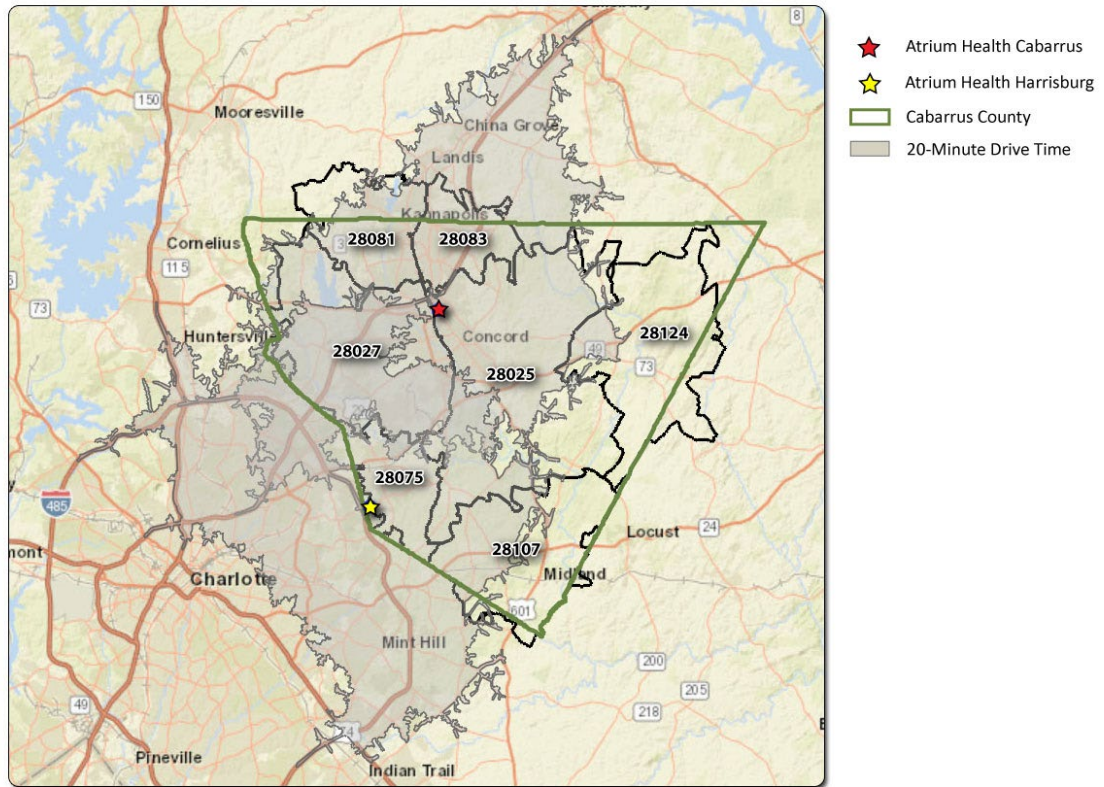 8
Atrium Health Cabarrus
150
Mooresville
Atrium Health Harrisburg
China Grove
Cabarrus County
Landis
20-Minute Drive Time
Kannapolis
Cornelius
28081
28083
115
73
Huntersville
Concord
28124
28027
49
28025
73
28075
485
Locust
24
28107
mont
Midland
Charlotte
601
Mint Hill
200
205
49
218
74
Pineville
Indian Trail